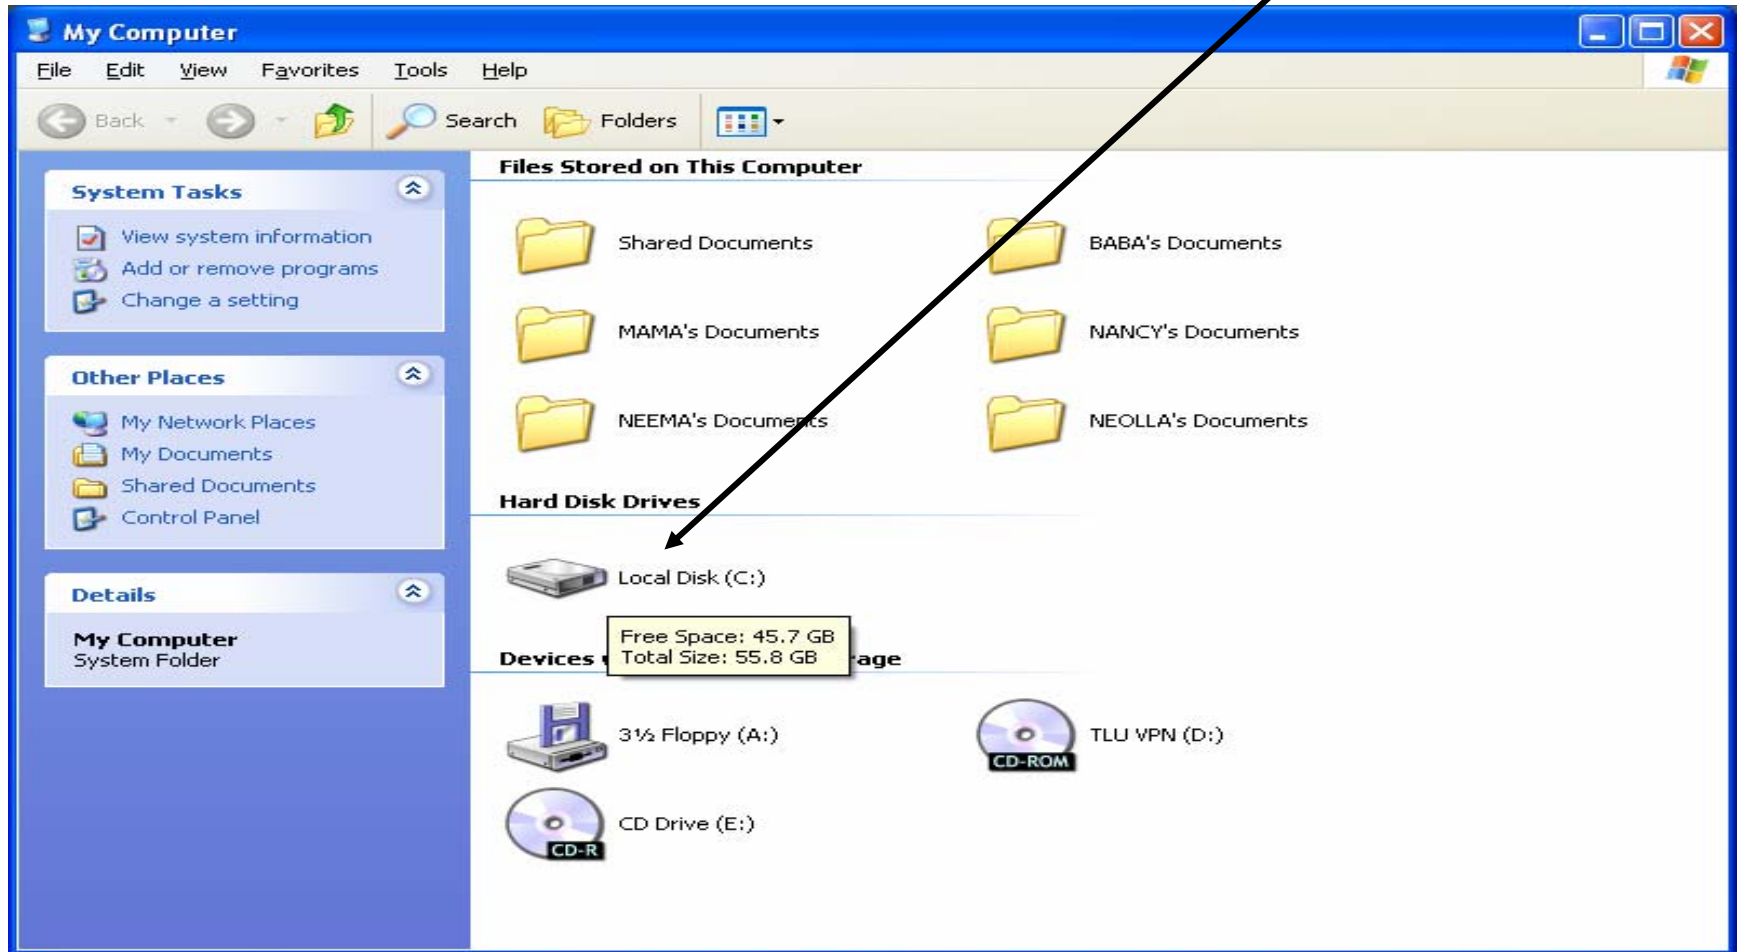 My Computer
File Edit View Favorites Tools Help
Back Search Folders
System Tasks
View system information
Add or remove programs
Change a setting
Other Places
My Network Places
My Documents
Shared Documents
Control Panel
Details
My Computer
System Folder
Files Stored on This Computer
Shared Documents BABA's Documents
MAMA's Documents NANCY's Documents
NEEMA's Documents NEOLLA's Documents
Hard Disk Drives
Local Disk (C:)
Free Space: 45.7 GB
Total Size: 55.8 GB
Devices age
3½ Floppy (A:) TLU VPN (D:)
CD-ROM
CD Drive (E:)
CD-R